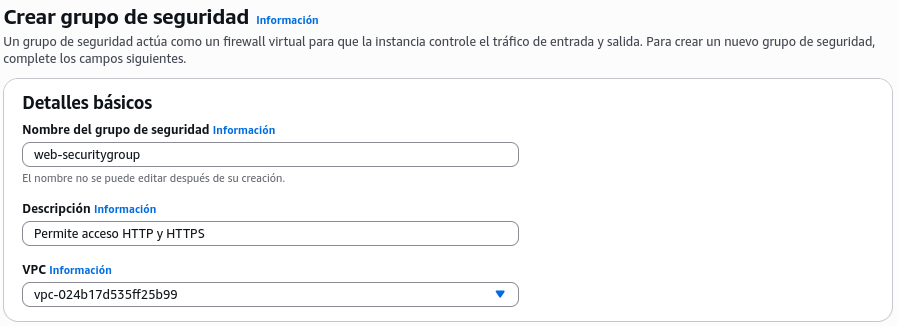 Crear grupo de seguridad Información
Un grupo de seguridad actúa como un firewall virtual para que la instancia controle el tráfico de entrada y salida. Para crear un nuevo grupo de seguridad,
complete los campos siguientes.
Detalles básicos
Nombre del grupo de seguridad Información
web-securitygroup
El nombre no se puede editar después de su creación.
Descripción Información
Permite acceso HTTP y HTTPS
VPC Información
vpc-024b17d535ff25b99